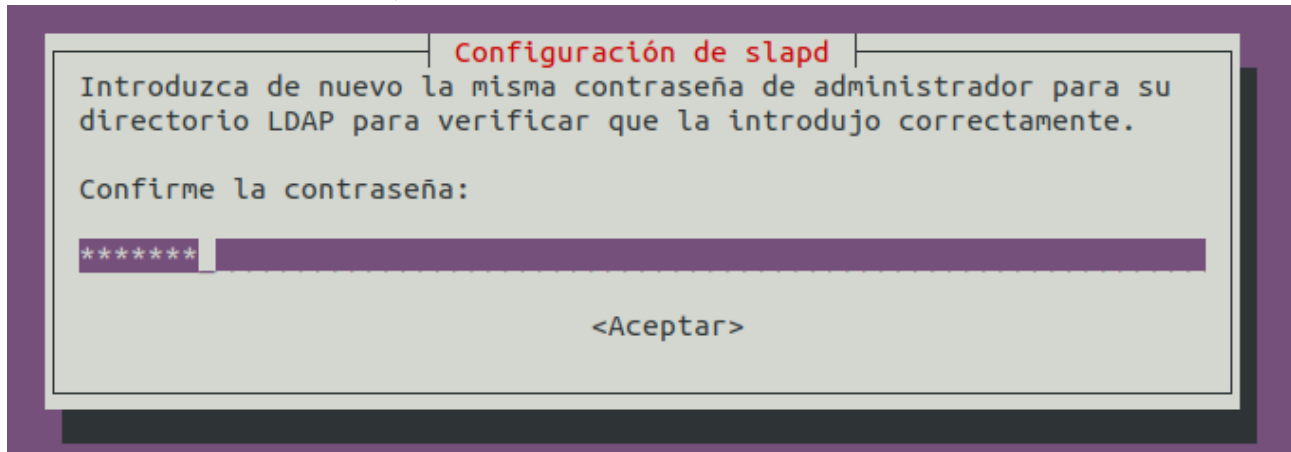 Configuración de slapd
Introduzca de nuevo la misma contraseña de administrador para su
directorio LDAP para verificar que la introdujo correctamente.
Confirme la contraseña:
*******_
<Aceptar>